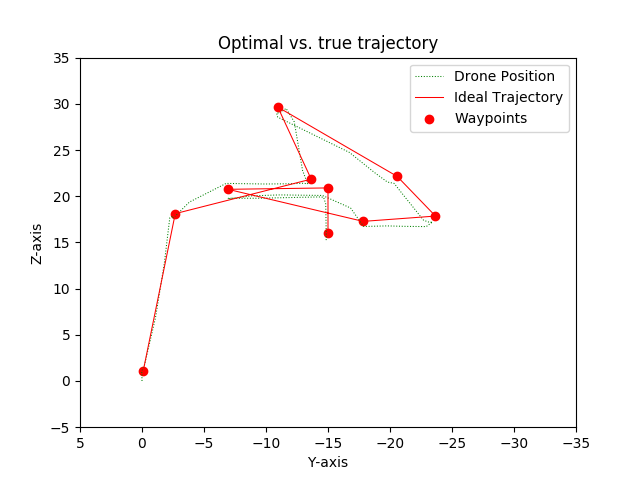 Optimal vs. true trajectory
Drone Position
Ideal Trajectory
Waypoints
Z-axis
35
30
25
20
15
10
5
0
−5
5 0 −5 −10 −15 −20 −25 −30 −35
Y-axis